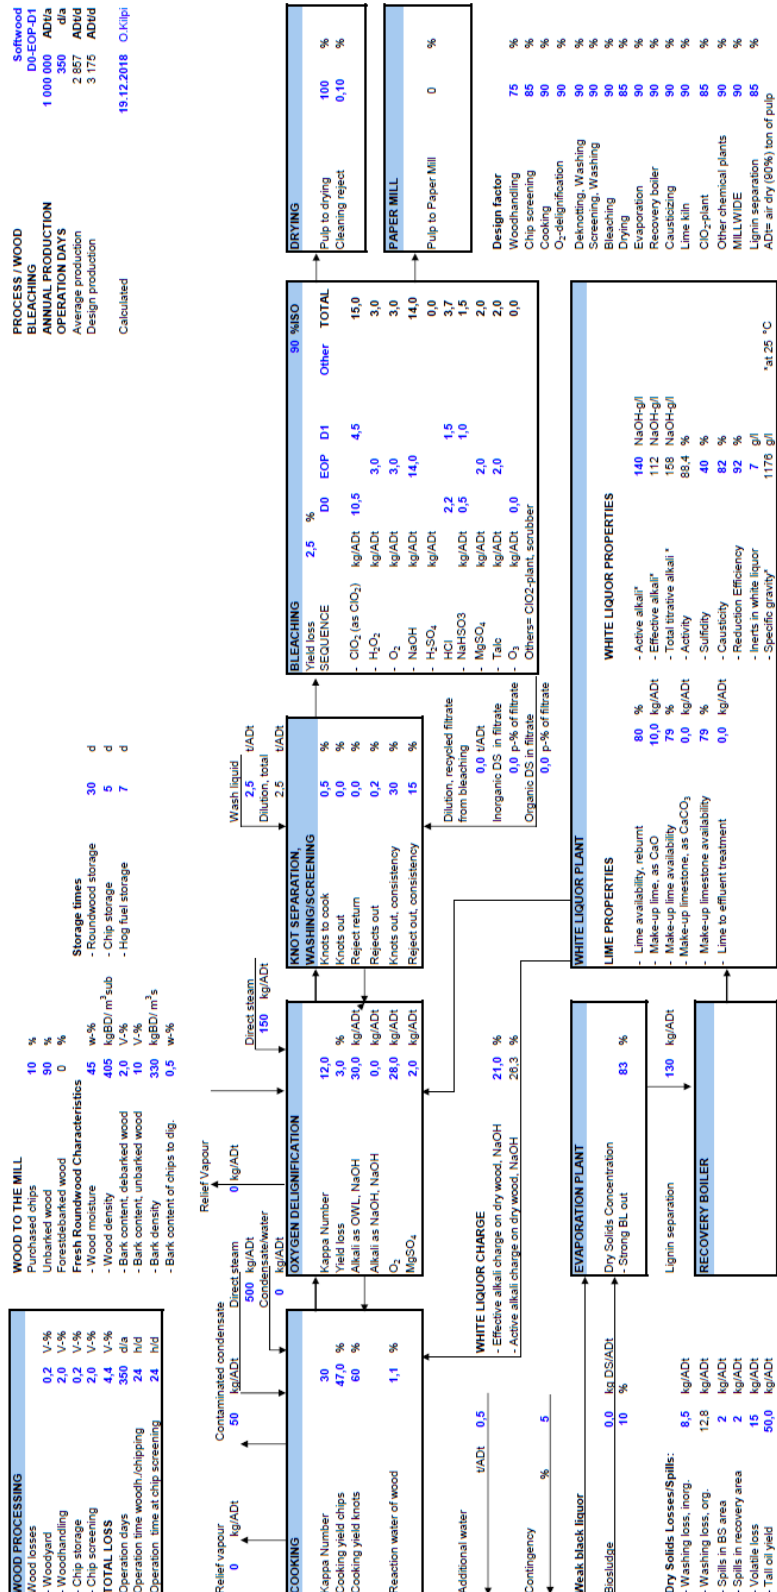 PROCESS / WOOD Softwood
BLEACHING D0-EOP-D1
ANNUAL PRODUCTION 1 000 000 ADt/a
OPERATION DAYS 350 d/a
Average production 2 857 ADt/d
Design production 3 175 ADt/d
Calculated 19.12.2018 O.Kilpi
WOOD PROCESSING
Wood losses
- Woodyard 0,2 V-%
- Woodhandling 2,0 V-%
- Chip storage 0,2 V-%
- Chip screening 2,0 V-%
TOTAL LOSS 4,4 V-%
Operation days 350 d/a
Operation time woodh./chipping 24 h/d
Operation time at chip screening 24 h/d
WOOD TO THE MILL
Purchased chips 10 %
Unbarked wood 90 %
Forestdebarked wood 0 %
Fresh Roundwood Characteristics
- Wood moisture 45 w-%
- Wood density 405 kgBD/ m³sub
- Bark content, debarked wood 2,0 V-%
- Bark content, unbarked wood 10 V-%
- Bark density 330 kgBD/ m³s
- Bark content of chips to dig. 0,5 w-%
Storage times
- Roundwood storage 30 d
- Chip storage 5 d
- Hog fuel storage 7 d
Relief vapour
0 kg/ADt
Contaminated condensate
50 kg/ADt
Direct steam
500 kg/ADt
Condensate/water
0 kg/ADt
Relief Vapour
0 kg/ADt
Direct steam
150 kg/ADt
Wash liquid
2,5 t/ADt
Dilution, total
2,5 t/ADt
COOKING
Kappa Number 30
Cooking yield chips 47,0 %
Cooking yield knots 60 %
Reaction water of wood 1,1 %
OXYGEN DELIGNIFICATION
Kappa Number 12,0
Yield loss 3,0 %
Alkali as OWL, NaOH 30,0 kg/ADt
Alkali as NaOH, NaOH 0,0 kg/ADt
O₂ 28,0 kg/ADt
MgSO₄ 2,0 kg/ADt
KNOT SEPARATION,
WASHING/SCREENING
Knots to cook 0,5 %
Knots out 0,0 %
Reject return 0,0 %
Rejects out 0,2 %
Knots out, consistency 30 %
Reject out, consistency 15 %
BLEACHING 90 %ISO
Yield loss 2,5 %
SEQUENCE D0 EOP D1 Other TOTAL
- ClO₂ (as ClO₂) kg/ADt 10,5 4,5 15,0
- H₂O₂ kg/ADt 3,0 3,0
- O₂ kg/ADt 3,0 3,0
- NaOH kg/ADt 14,0 14,0
- H₂SO₄ kg/ADt 0,0
HCl 2,2 1,5 3,7
- NaHSO3 kg/ADt 0,5 1,0 1,5
- MgSO₄ kg/ADt 2,0 2,0
- Talc kg/ADt 2,0 2,0
- O₃ kg/ADt 0,0 0,0
Others= ClO2-plant, scrubber
DRYING
Pulp to drying 100 %
Cleaning reject 0,10 %
PAPER MILL
Pulp to Paper Mill 0 %
Dilution, recycled filtrate
from bleaching
0,0 t/ADt
Inorganic DS in filtrate
0,0 p-% of filtrate
Organic DS in filtrate
0,0 p-% of filtrate
Additional water
t/ADt 0,5
Contingency
% 5
WHITE LIQUOR CHARGE
- Effective alkali charge on dry wood, NaOH 21,0 %
- Active alkali charge on dry wood, NaOH 26,3 %
Design factor
Woodhandling 75 %
Chip screening 85 %
Cooking 90 %
O₂-delignification 90 %
Deknotting, Washing 90 %
Screening, Washing 90 %
Bleaching 90 %
Drying 85 %
Evaporation 90 %
Recovery boiler 90 %
Causticizing 90 %
Lime kiln 90 %
ClO₂-plant 85 %
Other chemical plants 90 %
MILLWIDE 90 %
Lignin separation 85 %
ADt= air dry (90%) ton of pulp
Weak black liquor
Biosludge 0,0 kg DS/ADt
10 %
Dry Solids Losses/Spills:
- Washing loss, inorg. 8,5 kg/ADt
- Washing loss, org. 12,8 kg/ADt
- Spills in BS area 2 kg/ADt
- Spills in recovery area 2 kg/ADt
- Volatile loss 15 kg/ADt
Tall oil yield 50,0 kg/ADt
EVAPORATION PLANT
Dry Solids Concentration
- Strong BL out 83 %
Lignin separation 130 kg/ADt
RECOVERY BOILER
WHITE LIQUOR PLANT
LIME PROPERTIES
- Lime availability, reburnt 80 %
- Make-up lime, as CaO 10,0 kg/ADt
- Make-up lime availability 79 %
- Make-up limestone, as CaCO₃ 0,0 kg/ADt
- Make-up limestone availability 79 %
- Lime to effluent treatment 0,0 kg/ADt
WHITE LIQUOR PROPERTIES
- Active alkali* 140 NaOH-g/l
- Effective alkali* 112 NaOH-g/l
- Total titrative alkali * 158 NaOH-g/l
- Activity 88,4 %
- Sulfidity 40 %
- Causticity 82 %
- Reduction Efficiency 92 %
- Inerts in white liquor 7 g/l
- Specific gravity* 1176 g/l
*at 25 °C